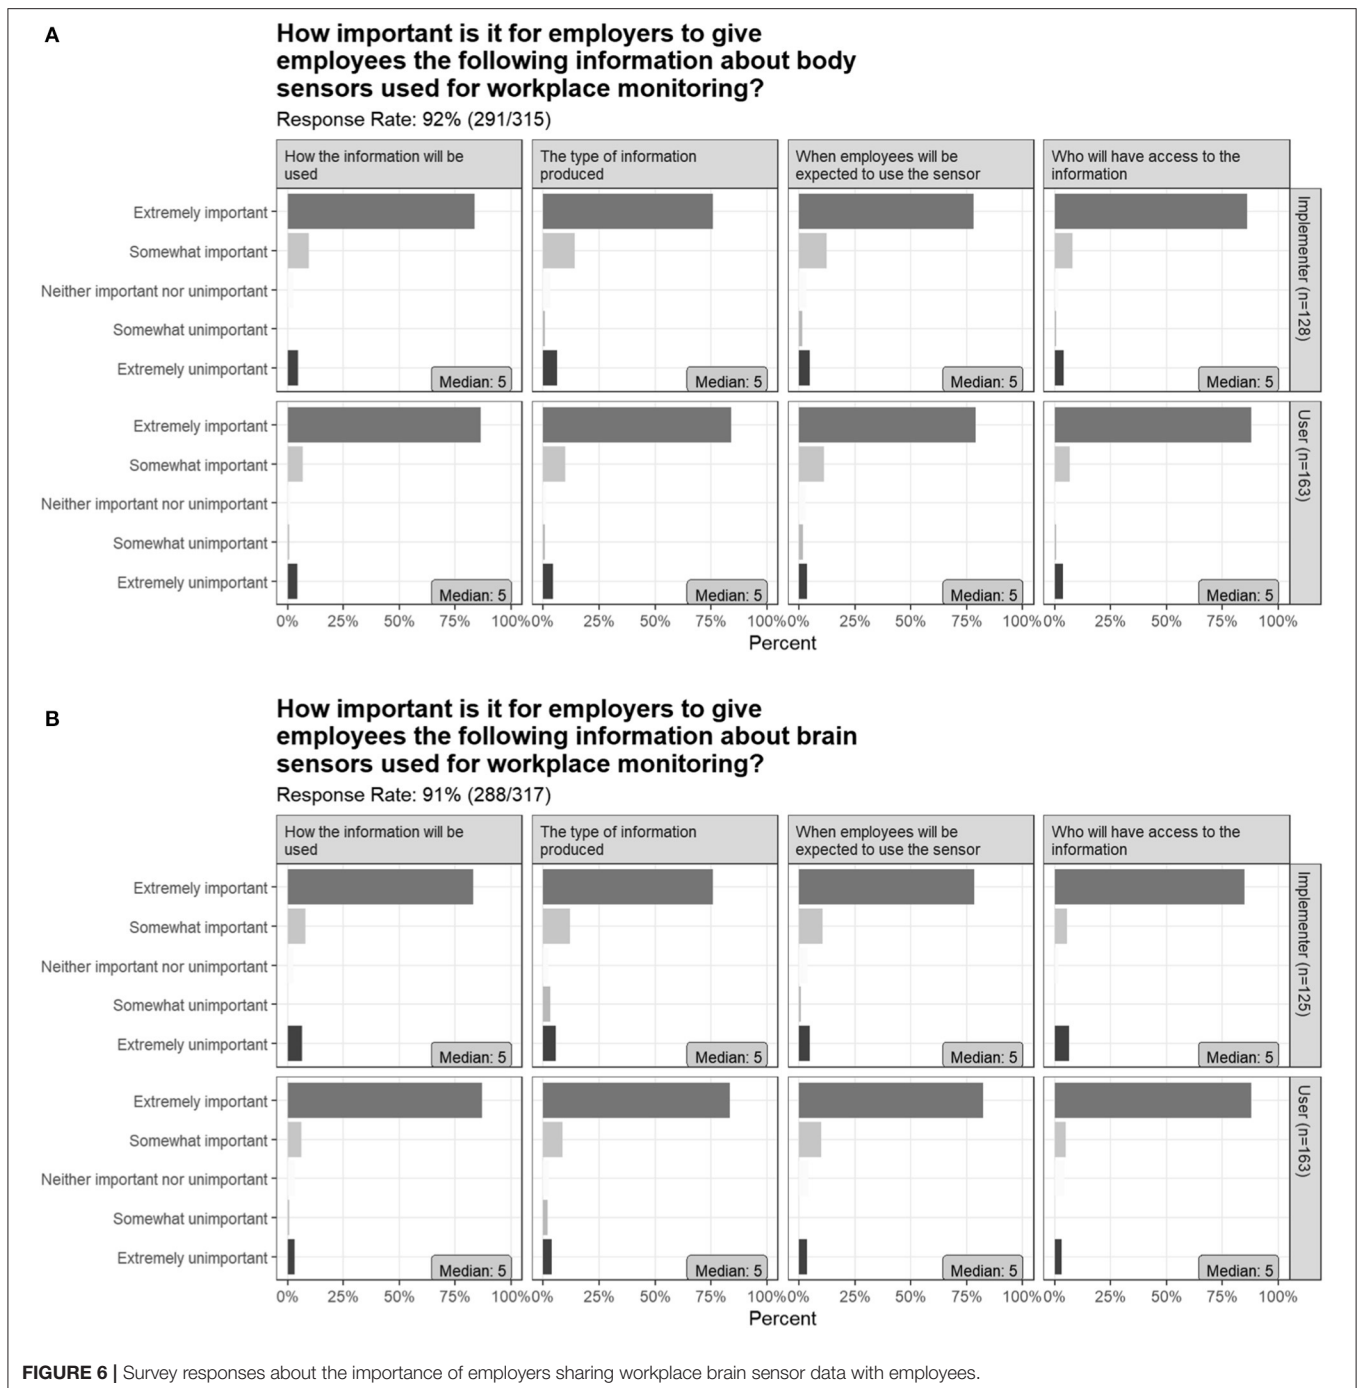 A
How important is it for employers to give
employees the following information about body
sensors used for workplace monitoring?
Response Rate: 92% (291/315)
How the information will be
used
The type of information
produced
When employees will be
expected to use the sensor
Who will have access to the
information
Extremely important
Somewhat important
Neither important nor unimportant
Somewhat unimportant
Extremely unimportant
Median: 5
Median: 5
Median: 5
Median: 5
Implementer (n=128)
Extremely important
Somewhat important
Neither important nor unimportant
Somewhat unimportant
Extremely unimportant
Median: 5
Median: 5
Median: 5
Median: 5
User (n=163)
0% 25% 50% 75% 100% 0% 25% 50% 75% 100% 0% 25% 50% 75% 100% 0% 25% 50% 75% 100%
Percent
B
How important is it for employers to give
employees the following information about brain
sensors used for workplace monitoring?
Response Rate: 91% (288/317)
How the information will be
used
The type of information
produced
When employees will be
expected to use the sensor
Who will have access to the
information
Extremely important
Somewhat important
Neither important nor unimportant
Somewhat unimportant
Extremely unimportant
Median: 5
Median: 5
Median: 5
Median: 5
Implementer (n=125)
Extremely important
Somewhat important
Neither important nor unimportant
Somewhat unimportant
Extremely unimportant
Median: 5
Median: 5
Median: 5
Median: 5
User (n=163)
0% 25% 50% 75% 100% 0% 25% 50% 75% 100% 0% 25% 50% 75% 100% 0% 25% 50% 75% 100%
Percent
FIGURE 6 | Survey responses about the importance of employers sharing workplace brain sensor data with employees.